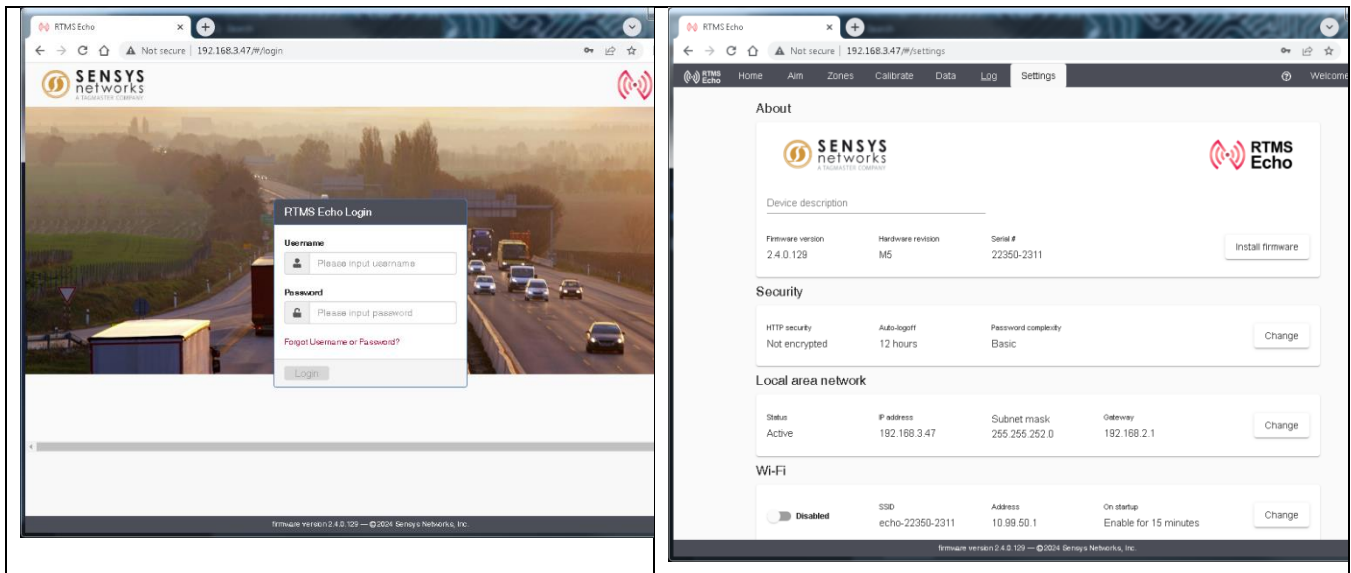 RTMS Echo
Not secure | 192.168.3.47/#/login
SENSYS
networks
A TAGMASTER COMPANY
RTMS Echo Login
Username
Please input username
Password
Please input password
Forgot Username or Password?
Login
firmware version 2.4.0.129 — ©2024 Sensys Networks, Inc.
RTMS Echo
Not secure | 192.168.3.47/#/settings
RTMS
Echo
Home Aim Zones Calibrate Data Log Settings Welcome
About
SENSYS
networks
A TAGMASTER COMPANY
RTMS
Echo
Device description
Firmware version Hardware revision Serial #
2.4.0.129 M5 22350-2311
Install firmware
Security
HTTP security Auto-logoff Password complexity
Not encrypted 12 hours Basic
Change
Local area network
Status IP address Subnet mask Gateway
Active 192.168.3.47 255.255.252.0 192.168.2.1
Change
Wi-Fi
SSID Address On startup
Disabled echo-22350-2311 10.99.50.1 Enable for 15 minutes
Change
firmware version 2.4.0.129 — ©2024 Sensys Networks, Inc.